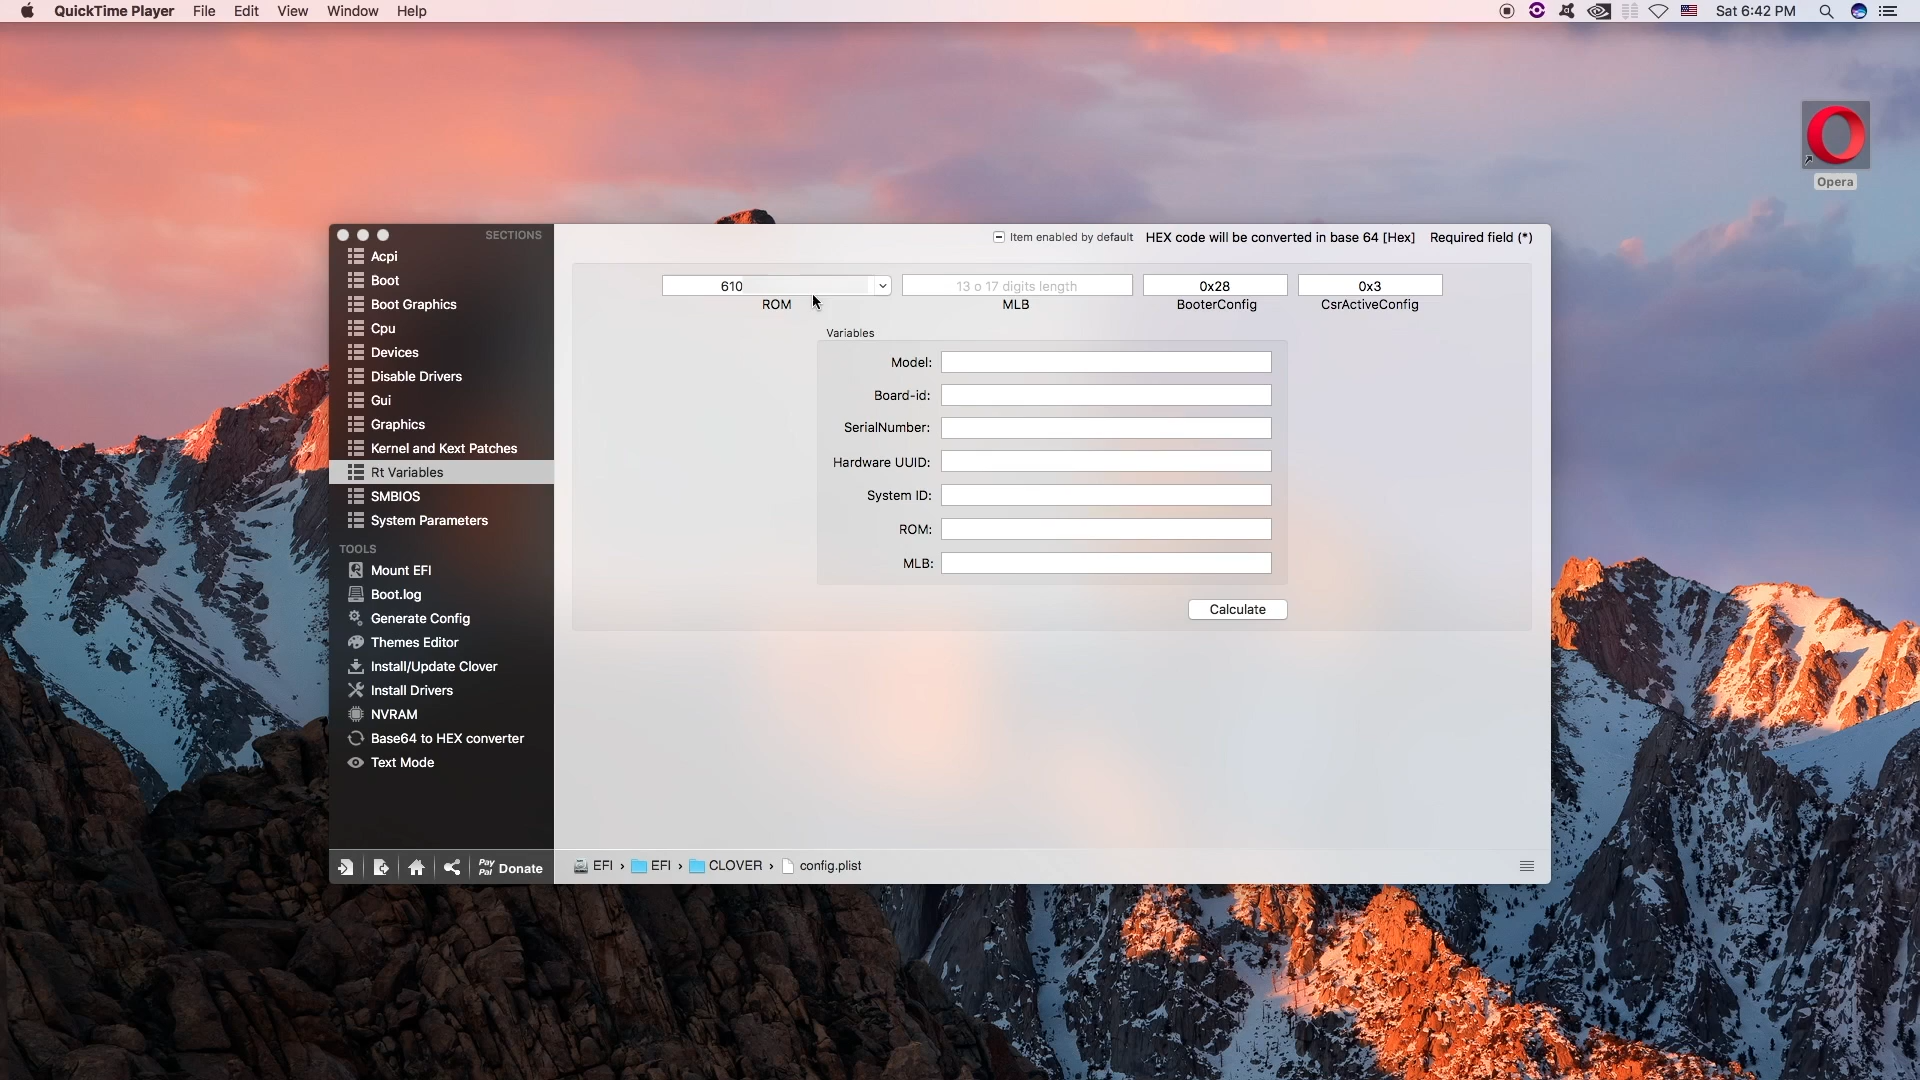 QuickTime Player File Edit View Window Help
Sat 6:42 PM
Opera
SECTIONS
Acpi
Boot
Boot Graphics
Cpu
Devices
Disable Drivers
Gui
Graphics
Kernel and Kext Patches
Rt Variables
SMBIOS
System Parameters
TOOLS
Mount EFI
Boot.log
Generate Config
Themes Editor
Install/Update Clover
Install Drivers
NVRAM
Base64 to HEX converter
Text Mode
Pay Pal Donate
Item enabled by default HEX code will be converted in base 64 [Hex] Required field (*)
610 13 o 17 digits length 0x28 0x3
ROM MLB BooterConfig CsrActiveConfig
Variables
Model:
Board-id:
SerialNumber:
Hardware UUID:
System ID:
ROM:
MLB:
Calculate
EFI › EFI › CLOVER › config.plist